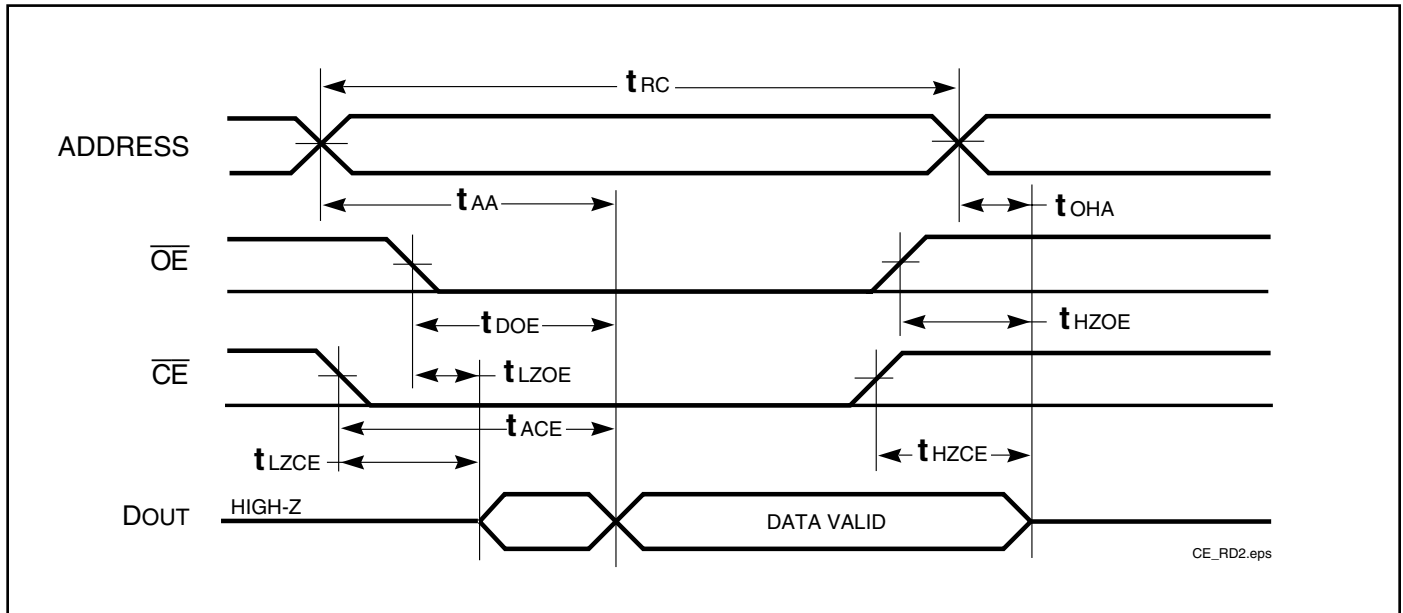 tRC
ADDRESS
tAA
tOHA
OE
tDOE
tHZOE
CE
tLZOE
tACE
tLZCE
tHZCE
DOUT
HIGH-Z
DATA VALID
CE_RD2.eps